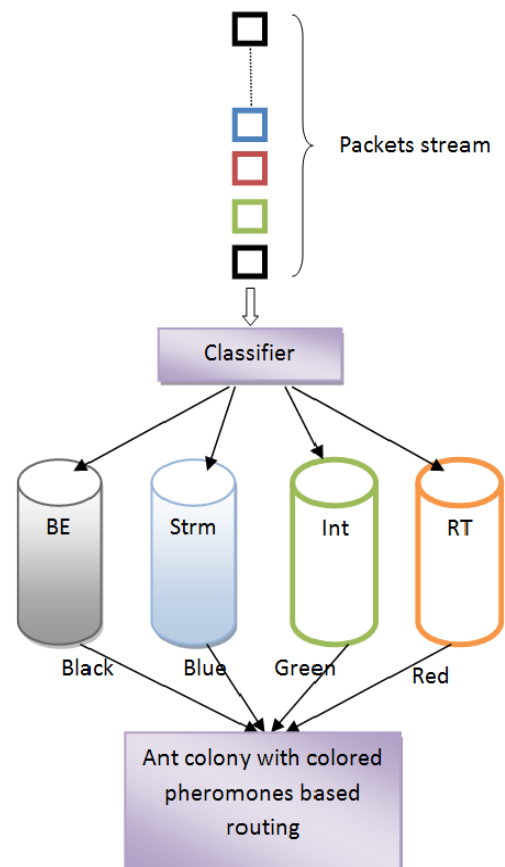 Packets stream
Classifier
BE
Strm
Int
RT
Black
Blue
Green
Red
Ant colony with colored
pheromones based
routing